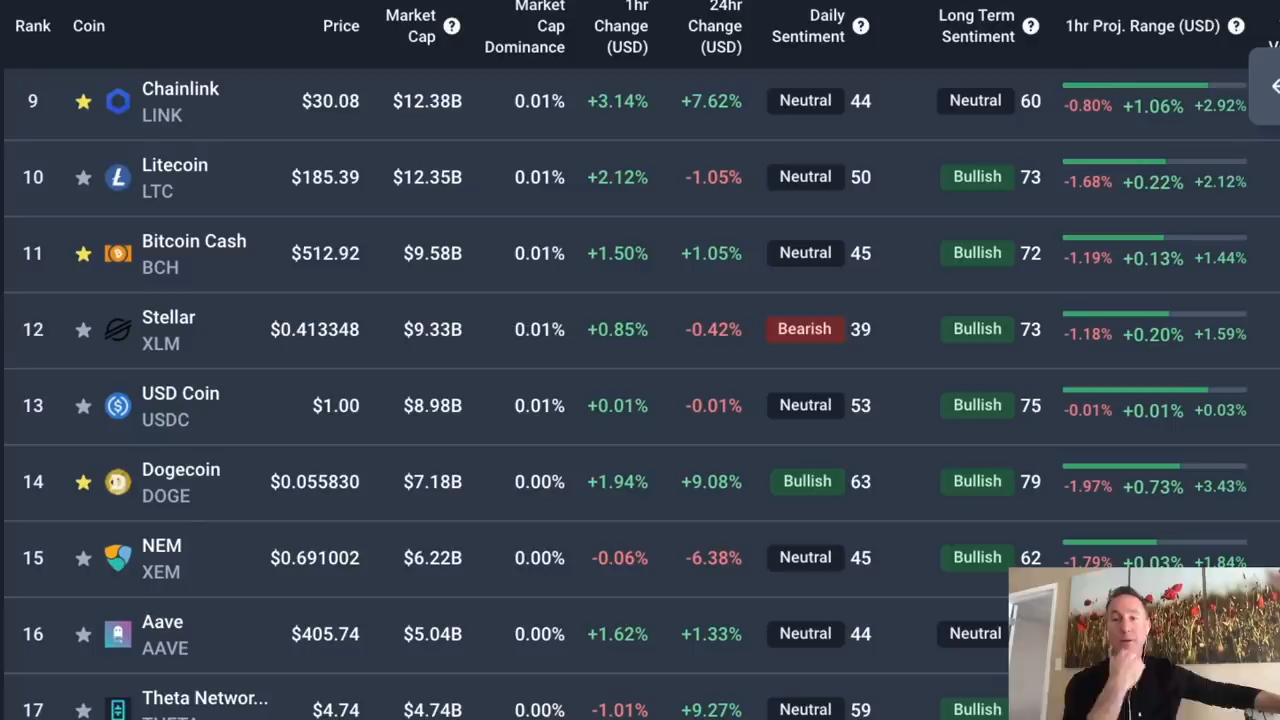 Rank Coin Price Market Cap ? Market Cap Dominance 1hr Change (USD) 24hr Change (USD) Daily Sentiment ? Long Term Sentiment ? 1hr Proj. Range (USD) ?
9 Chainlink LINK $30.08 $12.38B 0.01% +3.14% +7.62% Neutral 44 Neutral 60 -0.80% +1.06% +2.92%
10 Litecoin LTC $185.39 $12.35B 0.01% +2.12% -1.05% Neutral 50 Bullish 73 -1.68% +0.22% +2.12%
11 Bitcoin Cash BCH $512.92 $9.58B 0.01% +1.50% +1.05% Neutral 45 Bullish 72 -1.19% +0.13% +1.44%
12 Stellar XLM $0.413348 $9.33B 0.01% +0.85% -0.42% Bearish 39 Bullish 73 -1.18% +0.20% +1.59%
13 USD Coin USDC $1.00 $8.98B 0.01% +0.01% -0.01% Neutral 53 Bullish 75 -0.01% +0.01% +0.03%
14 Dogecoin DOGE $0.055830 $7.18B 0.00% +1.94% +9.08% Bullish 63 Bullish 79 -1.97% +0.73% +3.43%
15 NEM XEM $0.691002 $6.22B 0.00% -0.06% -6.38% Neutral 45 Bullish 62 -1.79% +0.03% +1.84%
16 Aave AAVE $405.74 $5.04B 0.00% +1.62% +1.33% Neutral 44 Neutral
17 Theta Networ... THETA $4.74 $4.74B 0.00% -1.01% +9.27% Neutral 59 Bullish